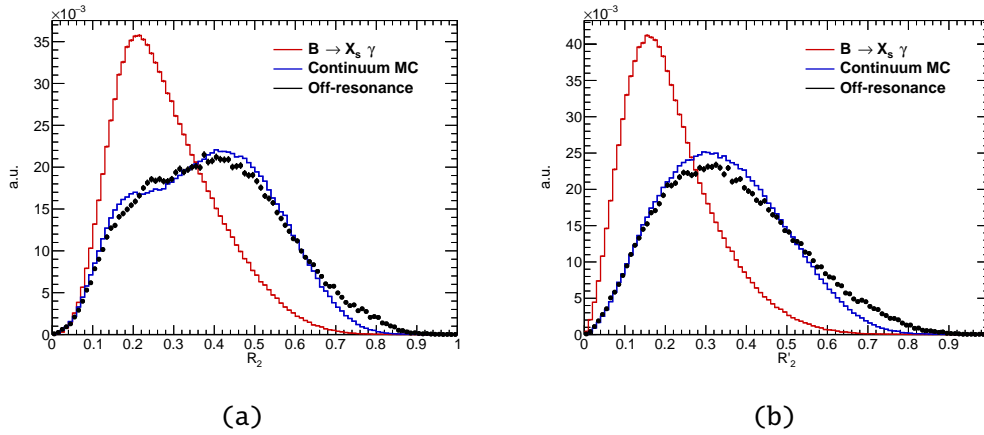 ×10⁻³
35
30
25
20
15
10
5
0
a.u.
B → Xₛ γ
Continuum MC
Off-resonance
0 0.1 0.2 0.3 0.4 0.5 0.6 0.7 0.8 0.9 1
R₂
(a)
×10⁻³
40
35
30
25
20
15
10
5
0
a.u.
B → Xₛ γ
Continuum MC
Off-resonance
0 0.1 0.2 0.3 0.4 0.5 0.6 0.7 0.8 0.9
R'₂
(b)